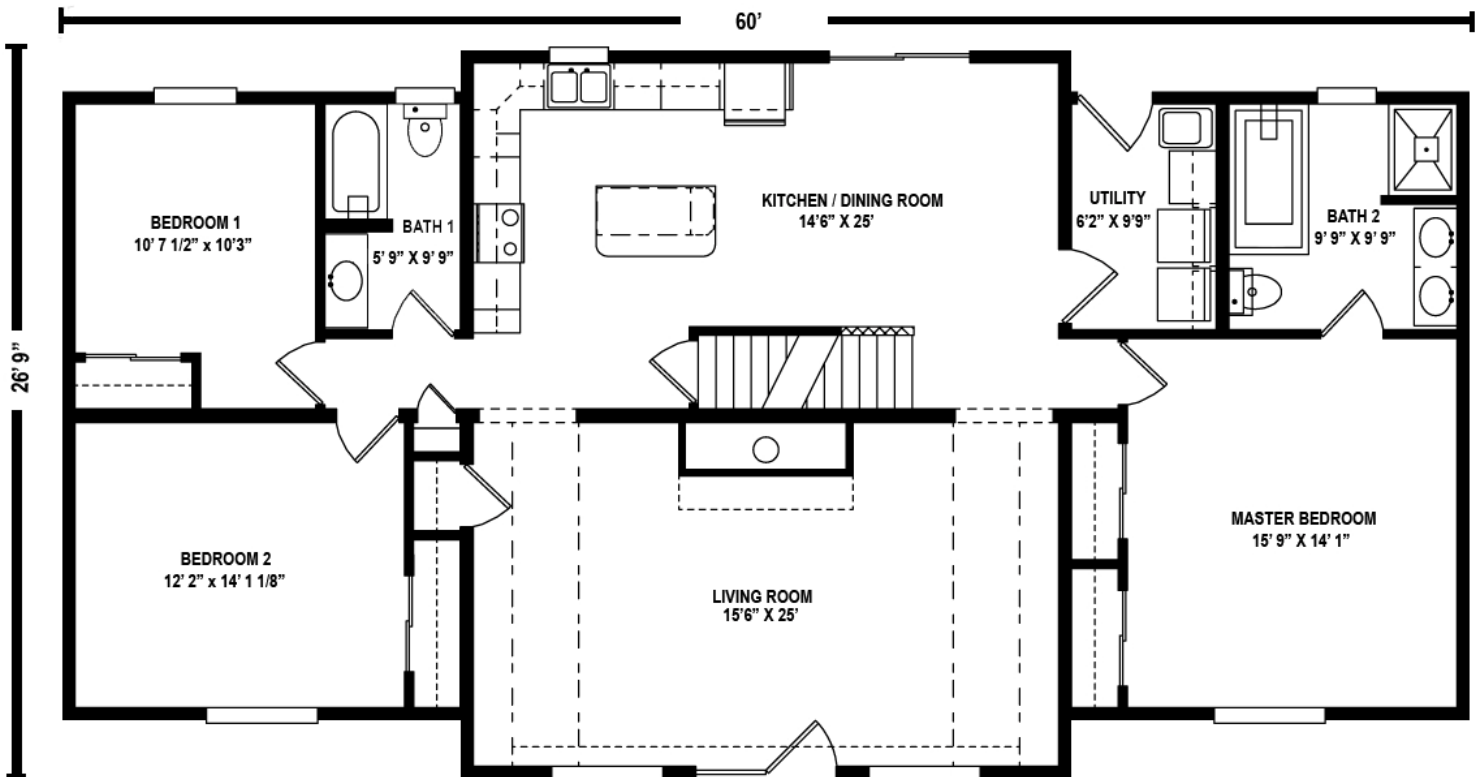 60’
26’ 9”
BEDROOM 1
10’ 7 1/2” x 10’3”
BATH 1
5’ 9” X 9’ 9”
KITCHEN / DINING ROOM
14’6” X 25’
UTILITY
6’2” X 9’9”
BATH 2
9’ 9” X 9’ 9”
BEDROOM 2
12’ 2” x 14’ 1 1/8”
LIVING ROOM
15’6” X 25’
MASTER BEDROOM
15’ 9” X 14’ 1”